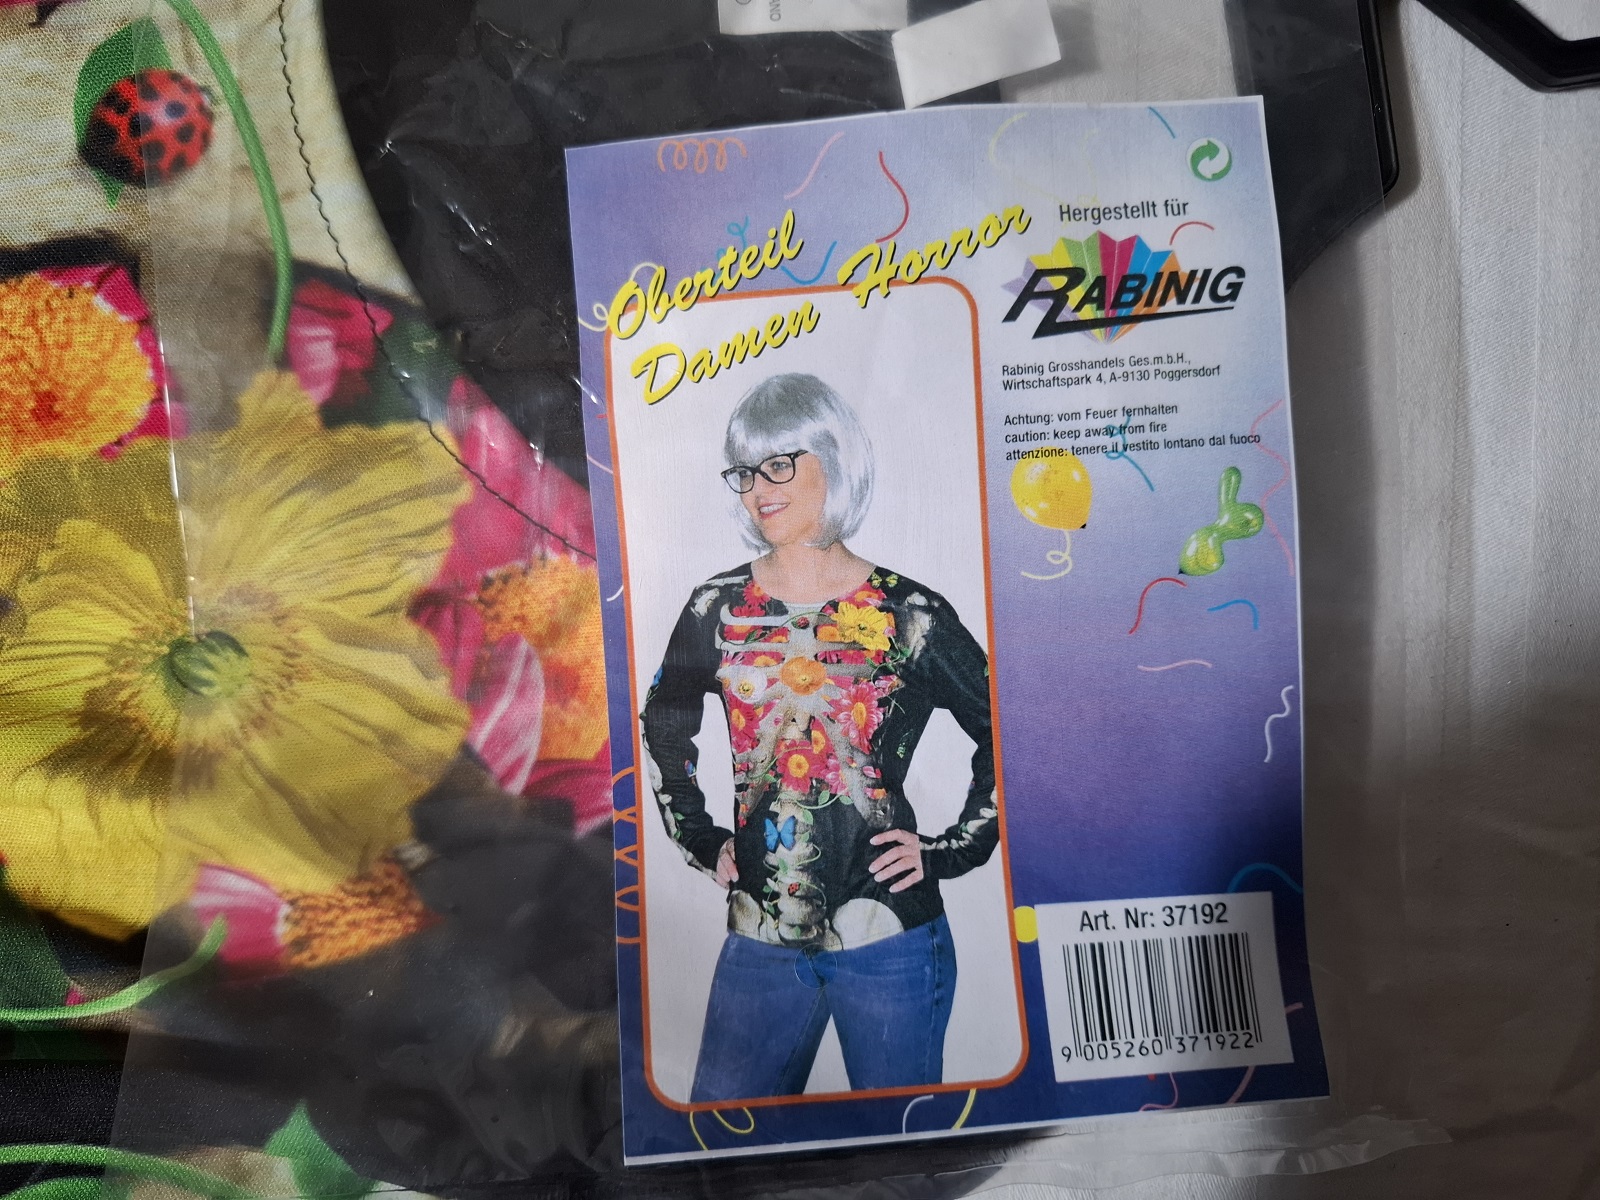 Oberteil
Damen Horror
Hergestellt für
RABINIG
Rabinig Grosshandels Ges.m.b.H.,
Wirtschaftspark 4, A-9130 Poggersdorf
Achtung: vom Feuer fernhalten
caution: keep away from fire
attenzione: tenere il vestito lontano dal fuoco
Art. Nr: 37192
9 005260 371922